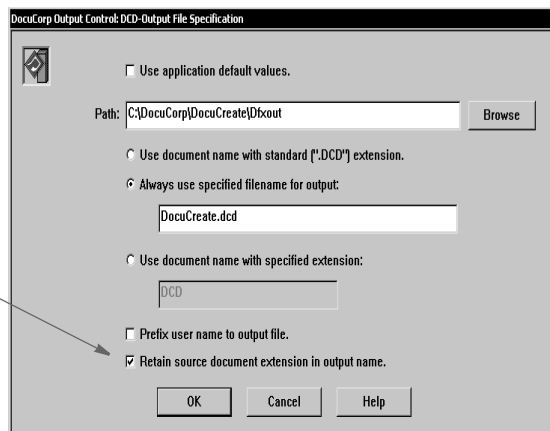 DocuCorp Output Control: DCD-Output File Specification
Use application default values.
Path: C:\DocuCorp\DocuCreate\Dfxout Browse
Use document name with standard (".DCD") extension.
Always use specified filename for output:
DocuCreate.dcd
Use document name with specified extension:
DCD
Prefix user name to output file.
Retain source document extension in output name.
OK Cancel Help